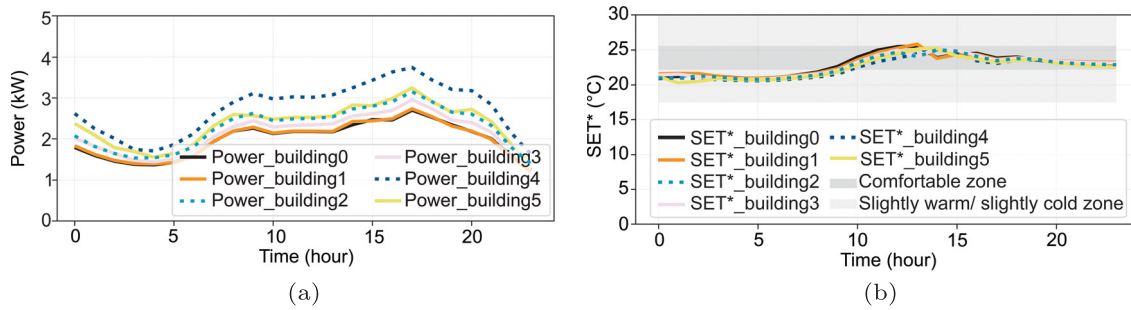 5
4
3
2
1
0
Power (kW)
0 5 10 15 20
Time (hour)
Power_building0
Power_building1
Power_building2
Power_building3
Power_building4
Power_building5
(a)
30
25
20
15
10
5
0
SET* (°C)
0 5 10 15 20
Time (hour)
SET*_building0
SET*_building1
SET*_building2
SET*_building3
SET*_building4
SET*_building5
Comfortable zone
Slightly warm/ slightly cold zone
(b)